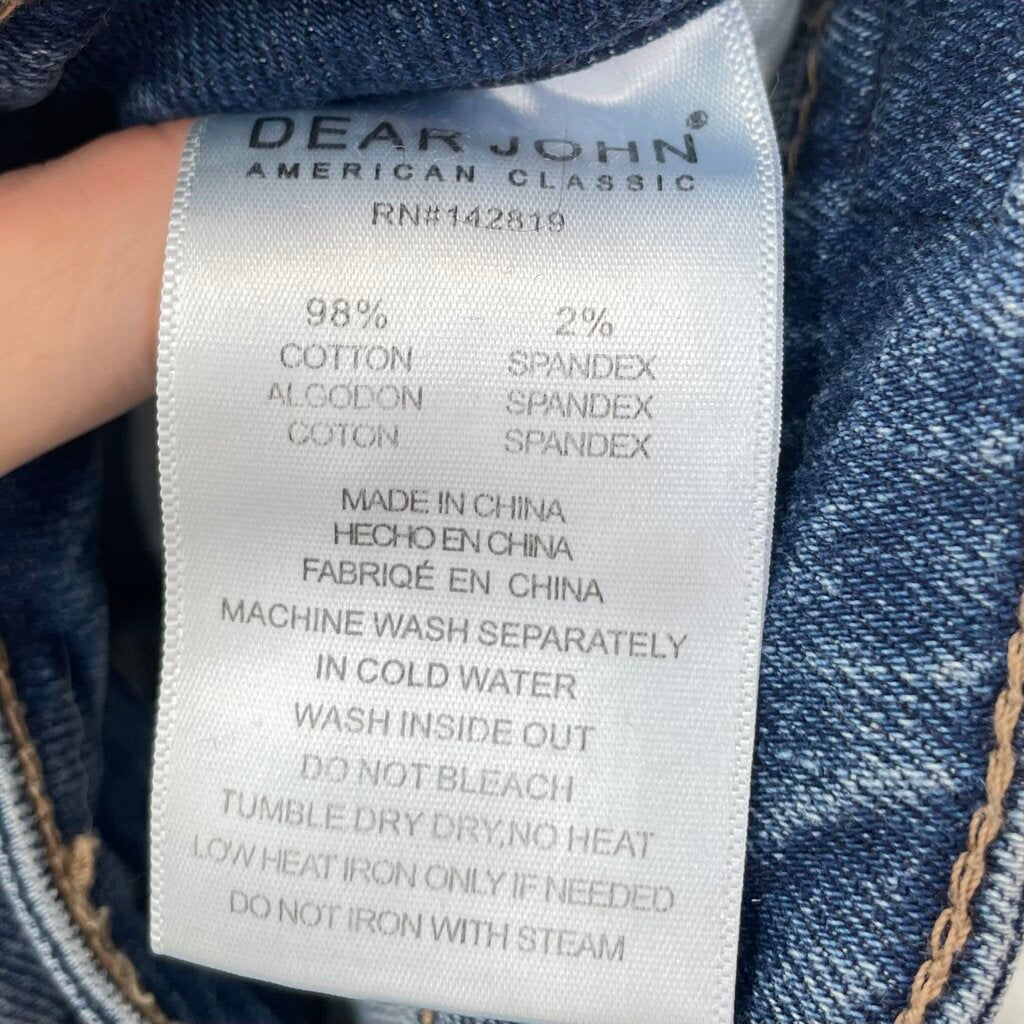 DEAR JOHN®
AMERICAN CLASSIC
RN#142819
98% 2%
COTTON SPANDEX
ALGODON SPANDEX
COTON SPANDEX
MADE IN CHINA
HECHO EN CHINA
FABRIQÉ EN CHINA
MACHINE WASH SEPARATELY
IN COLD WATER
WASH INSIDE OUT
DO NOT BLEACH
TUMBLE DRY DRY,NO HEAT
LOW HEAT IRON ONLY IF NEEDED
DO NOT IRON WITH STEAM